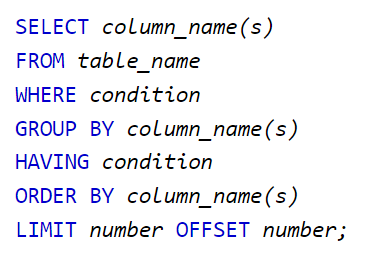 SELECT column_name(s)
FROM table_name
WHERE condition
GROUP BY column_name(s)
HAVING condition
ORDER BY column_name(s)
LIMIT number OFFSET number;